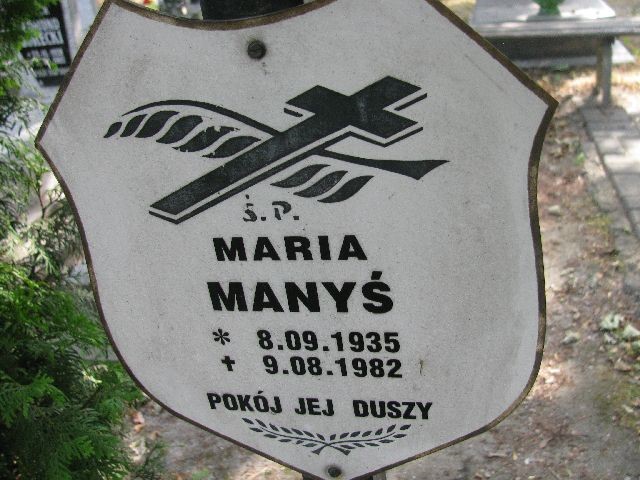 Ś.P.
MARIA
MANYŚ
* 8.09.1935
✝ 9.08.1982
POKÓJ JEJ DUSZY